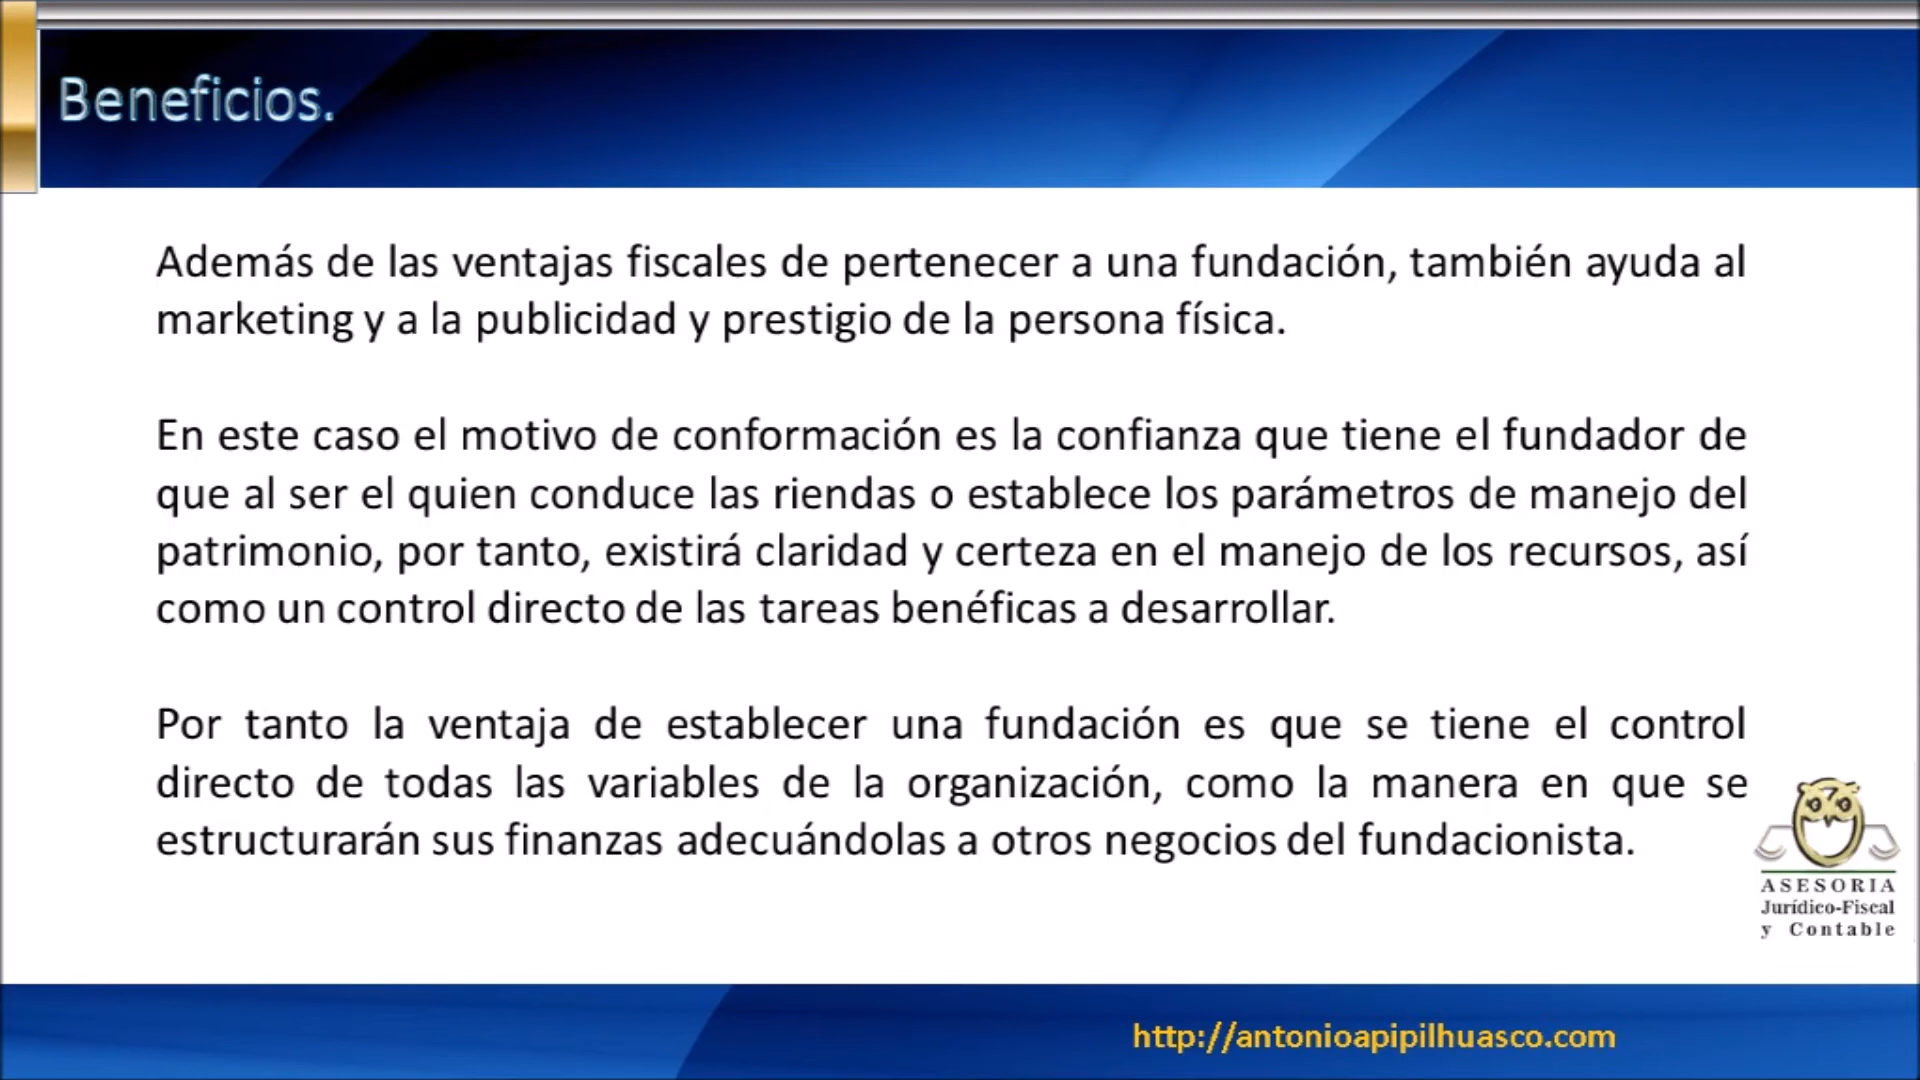 Beneficios.
Además de las ventajas fiscales de pertenecer a una fundación, también ayuda al
marketing y a la publicidad y prestigio de la persona física.
En este caso el motivo de conformación es la confianza que tiene el fundador de
que al ser el quien conduce las riendas o establece los parámetros de manejo del
patrimonio, por tanto, existirá claridad y certeza en el manejo de los recursos, así
como un control directo de las tareas benéficas a desarrollar.
Por tanto la ventaja de establecer una fundación es que se tiene el control
directo de todas las variables de la organización, como la manera en que se
estructurarán sus finanzas adecuándolas a otros negocios del fundacionista.
ASESORIA
Jurídico-Fiscal
y Contable
http://antonioapipilhuasco.com